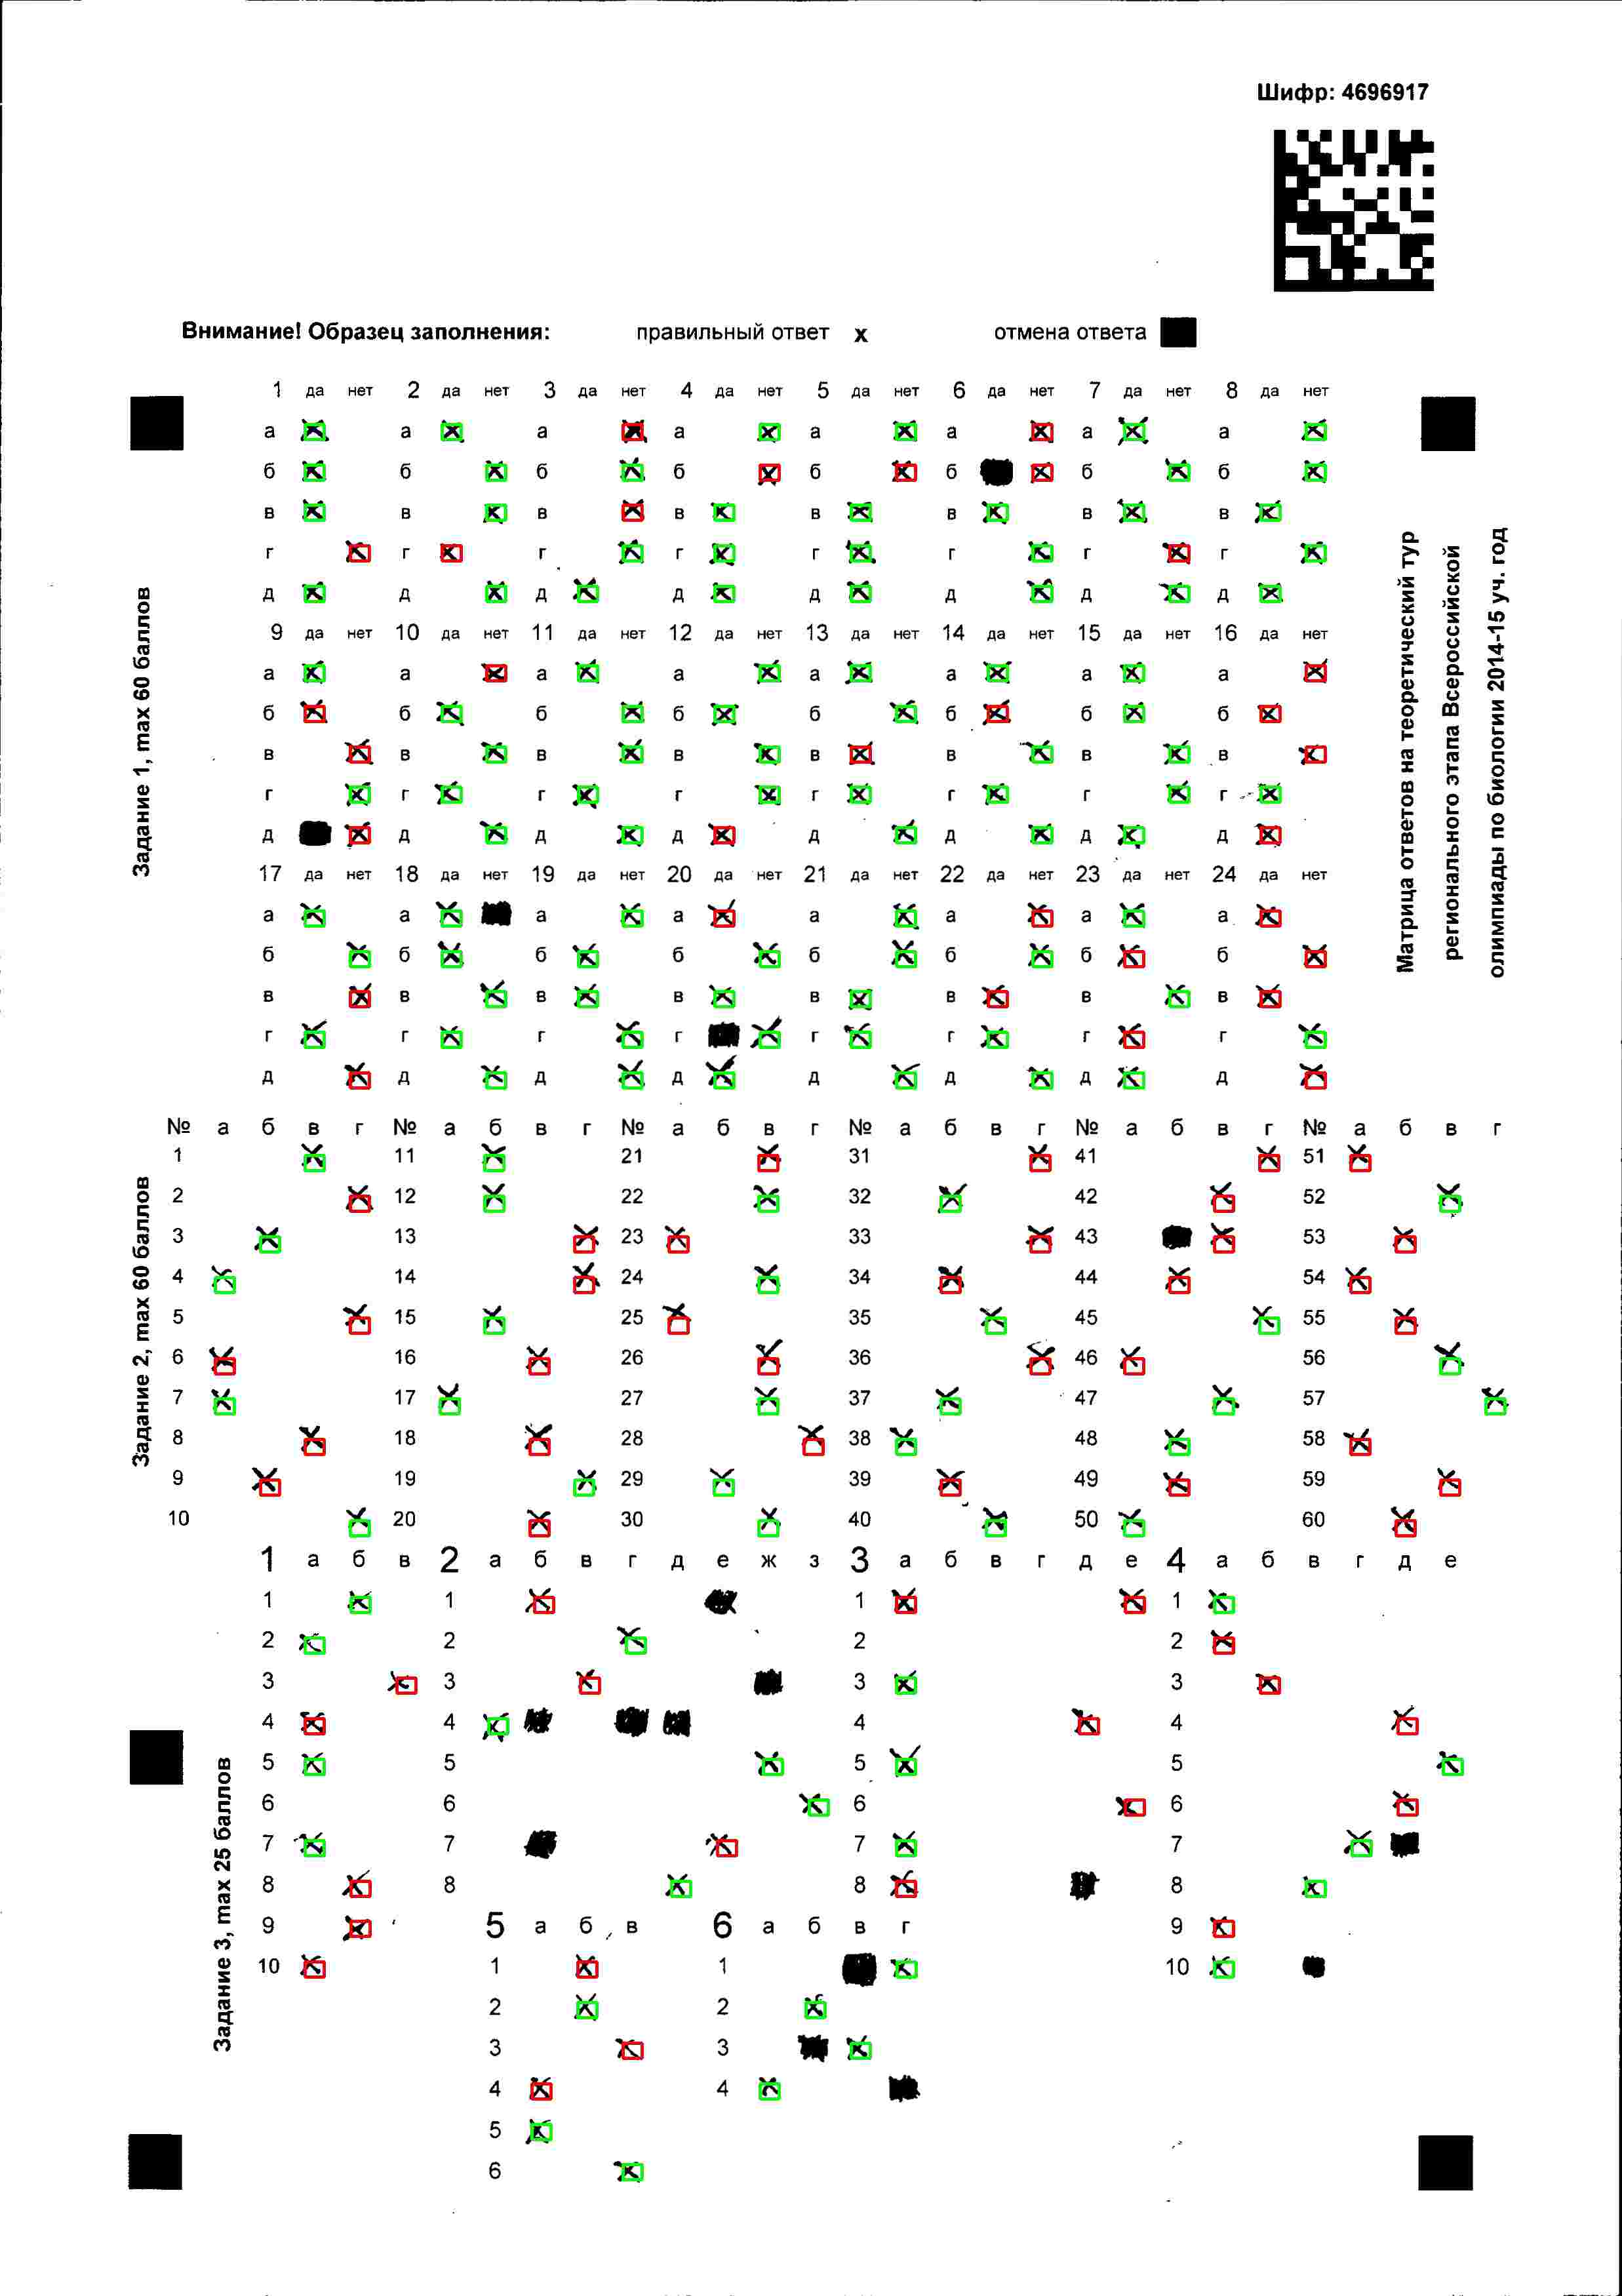 Шифр: 4696917
Внимание! Образец заполнения: правильный ответ x отмена ответа
1 да нет 2 да нет 3 да нет 4 да нет 5 да нет 6 да нет 7 да нет 8 да нет
а а а а а а а а
б б б б б б б б
в в в в в в в в
г г г г г г г г
д д д д д д д д
9 да нет 10 да нет 11 да нет 12 да нет 13 да нет 14 да нет 15 да нет 16 да нет
а а а а а а а а
б б б б б б б б
в в в в в в в в
г г г г г г г г
д д д д д д д д
17 да нет 18 да нет 19 да нет 20 да нет 21 да нет 22 да нет 23 да нет 24 да нет
а а а а а а а а
б б б б б б б б
в в в в в в в в
г г г г г г г г
д д д д д д д д
№ а б в г № а б в г № а б в г № а б в г № а б в г № а б в г
1 11 21 31 41 51
2 12 22 32 42 52
3 13 23 33 43 53
4 14 24 34 44 54
5 15 25 35 45 55
6 16 26 36 46 56
7 17 27 37 47 57
8 18 28 38 48 58
9 19 29 39 49 59
10 20 30 40 50 60
1 а б в 2 а б в г д е ж з 3 а б в г д е 4 а б в г д е
1 1 1 1
2 2 2 2
3 3 3 3
4 4 4 4
5 5 5 5
6 6 6
7 7 7 7
8 8 8 8
9 5 а б в 6 а б в г 9
10 1 1 10
2 2
3 3
4 4
5
6
Задание 1, max 60 баллов
Задание 2, max 60 баллов
Задание 3, max 25 баллов
Матрица ответов на теоретический тур
регионального этапа Всероссийской
олимпиады по биологии 2014-15 уч. год